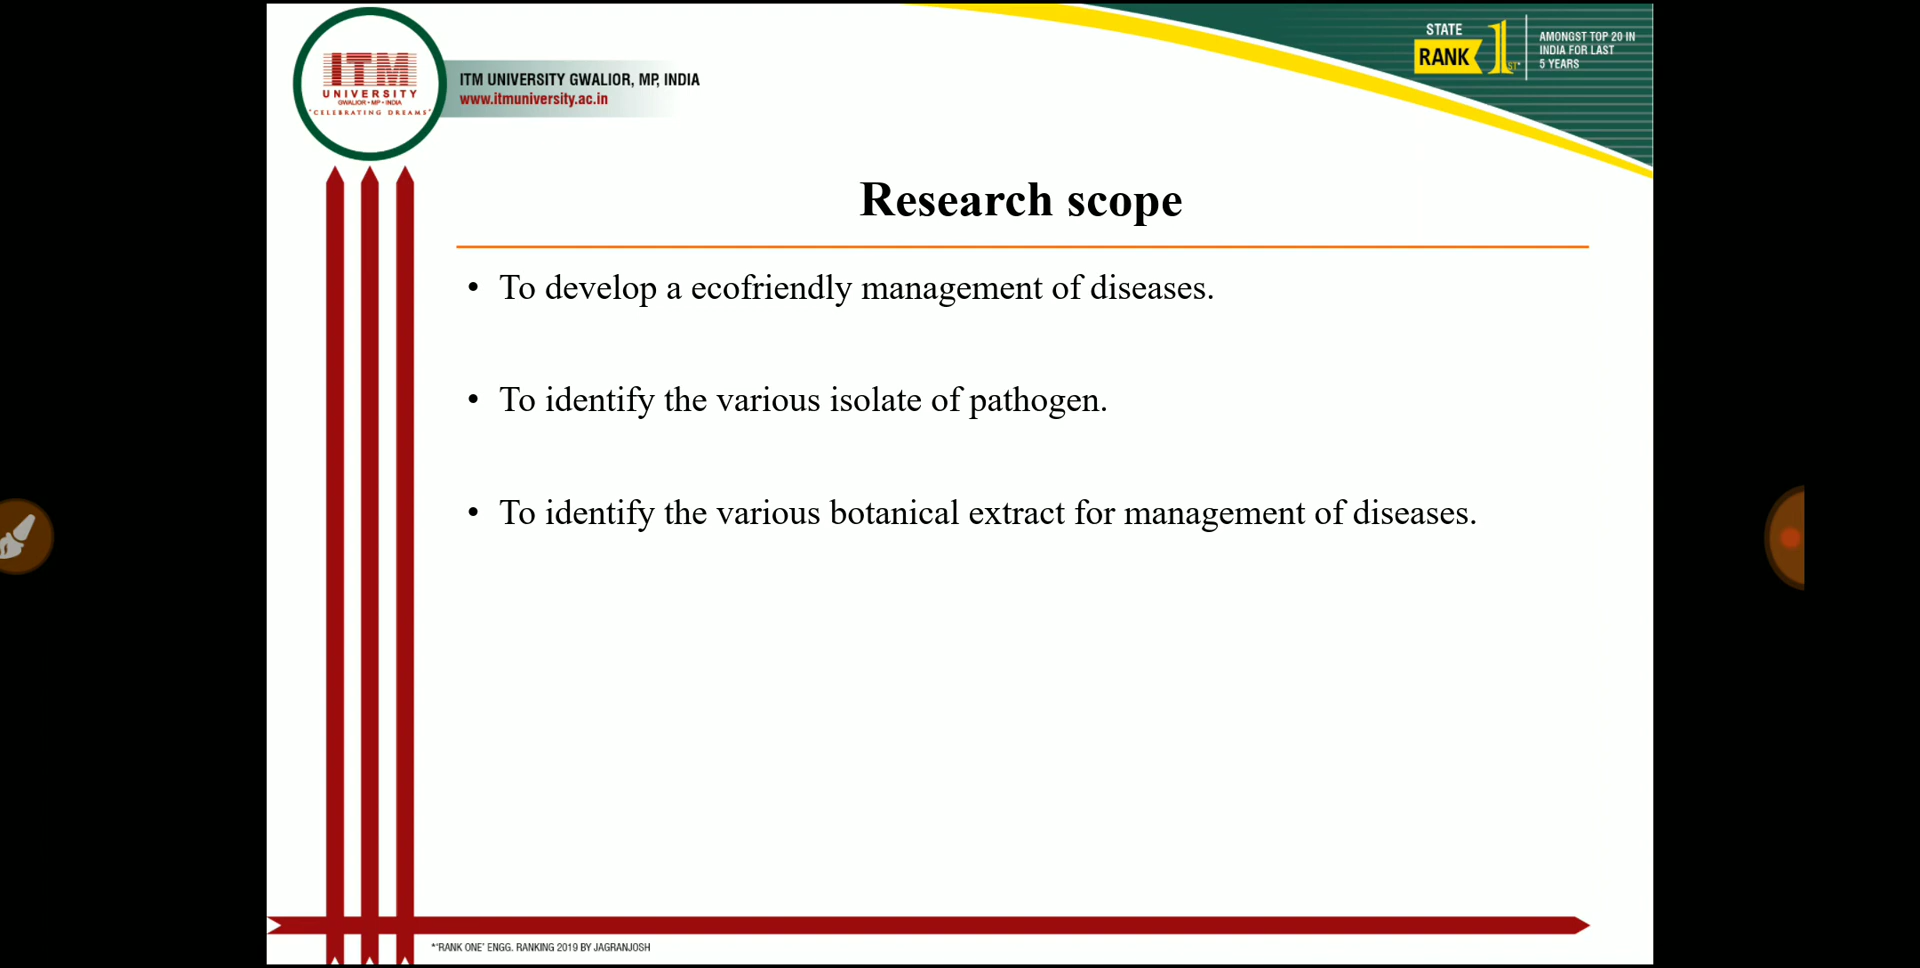 ITM
UNIVERSITY
GWALIOR • MP • INDIA
"CELEBRATING DREAMS"
ITM UNIVERSITY GWALIOR, MP, INDIA
www.itmuniversity.ac.in
STATE
RANK 1ST*
AMONGST TOP 20 IN
INDIA FOR LAST
5 YEARS
Research scope
• To develop a ecofriendly management of diseases.
• To identify the various isolate of pathogen.
• To identify the various botanical extract for management of diseases.
*'RANK ONE' ENGG. RANKING 2019 BY JAGRANJOSH